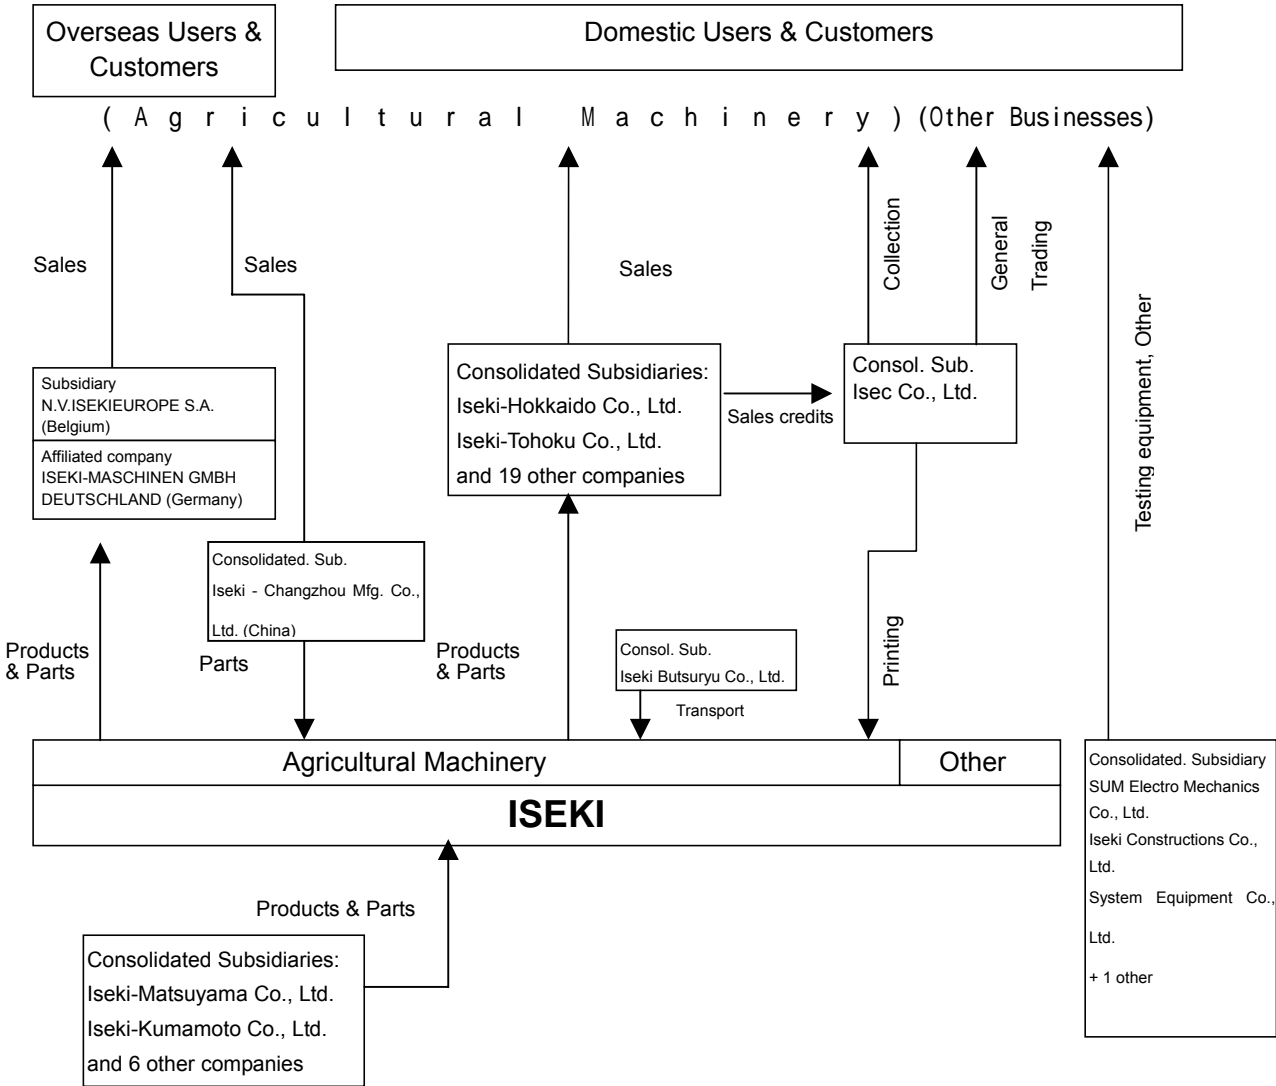 Overseas Users &
Customers
Domestic Users & Customers
( Agricultural Machinery ) (Other Businesses)
Sales
Sales
Sales
Collection
General
Trading
Testing equipment, Other
Subsidiary
N.V.ISEKIEUROPE S.A.
(Belgium)
Affiliated company
ISEKI-MASCHINEN GMBH
DEUTSCHLAND (Germany)
Consolidated Subsidiaries:
Iseki-Hokkaido Co., Ltd.
Iseki-Tohoku Co., Ltd.
and 19 other companies
Sales credits
Consol. Sub.
Isec Co., Ltd.
Consolidated. Sub.
Iseki - Changzhou Mfg. Co.,
Ltd. (China)
Products
& Parts
Parts
Products
& Parts
Consol. Sub.
Iseki Butsuryu Co., Ltd.
Transport
Printing
Agricultural Machinery
Other
ISEKI
Consolidated. Subsidiary
SUM Electro Mechanics
Co., Ltd.
Iseki Constructions Co.,
Ltd.
System Equipment Co.,
Ltd.
+ 1 other
Products & Parts
Consolidated Subsidiaries:
Iseki-Matsuyama Co., Ltd.
Iseki-Kumamoto Co., Ltd.
and 6 other companies